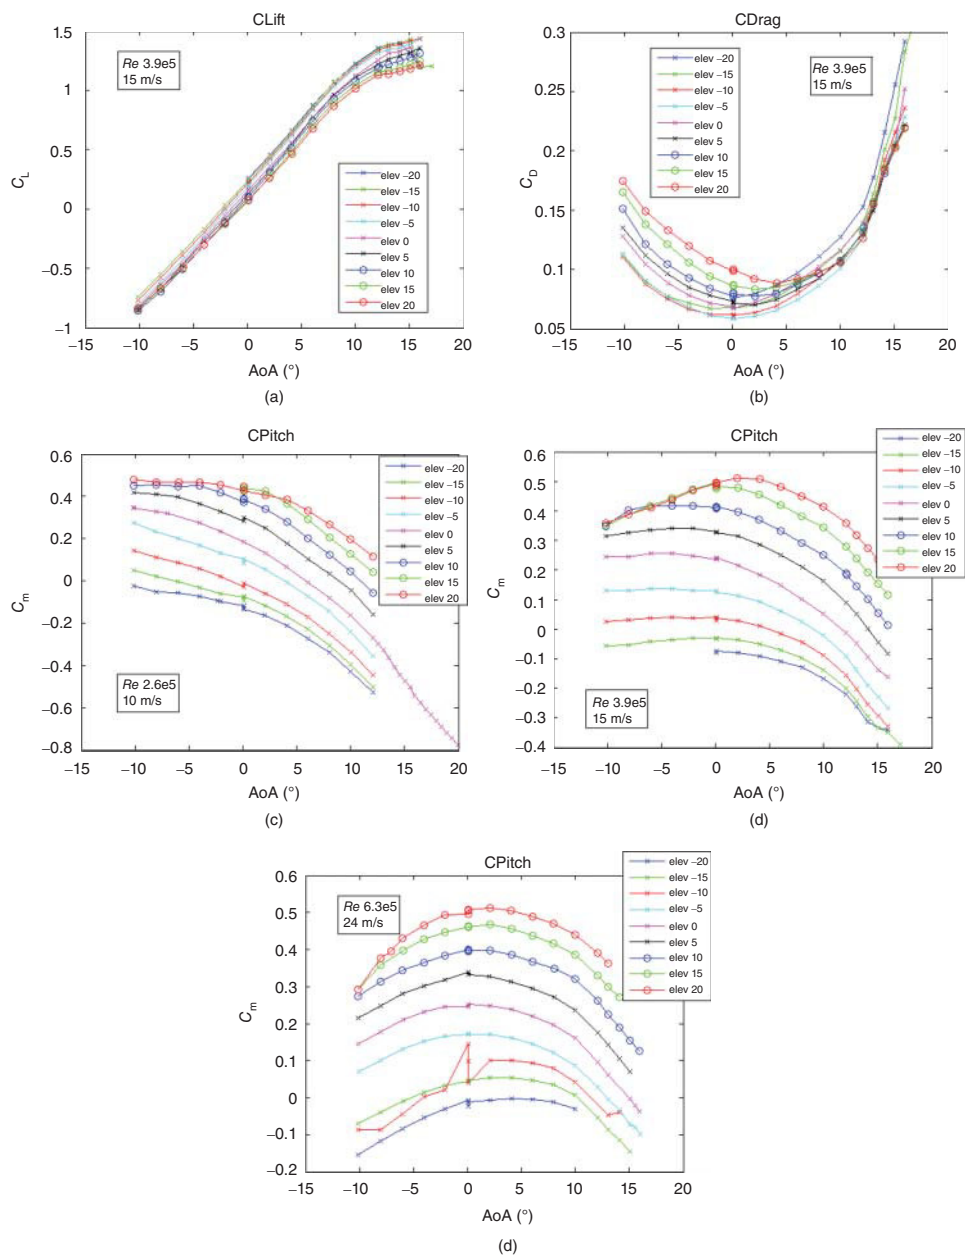 CLift
1.5
1
0.5
0
−0.5
−1
C_L
Re 3.9e5
15 m/s
elev −20
elev −15
elev −10
elev −5
elev 0
elev 5
elev 10
elev 15
elev 20
−15 −10 −5 0 5 10 15 20
AoA (°)
(a)
CDrag
0.3
0.25
0.2
0.15
0.1
0.05
C_D
elev −20
elev −15
elev −10
elev −5
elev 0
elev 5
elev 10
elev 15
elev 20
Re 3.9e5
15 m/s
−15 −10 −5 0 5 10 15 20
AoA (°)
(b)
CPitch
0.6
0.4
0.2
0
−0.2
−0.4
−0.6
−0.8
C_m
elev −20
elev −15
elev −10
elev −5
elev 0
elev 5
elev 10
elev 15
elev 20
Re 2.6e5
10 m/s
−15 −10 −5 0 5 10 15 20
AoA (°)
(c)
CPitch
0.6
0.5
0.4
0.3
0.2
0.1
0
−0.1
−0.2
−0.3
−0.4
C_m
elev −20
elev −15
elev −10
elev −5
elev 0
elev 5
elev 10
elev 15
elev 20
Re 3.9e5
15 m/s
−15 −10 −5 0 5 10 15 20
AoA (°)
(d)
CPitch
0.6
0.5
0.4
0.3
0.2
0.1
0
−0.1
−0.2
C_m
Re 6.3e5
24 m/s
elev −20
elev −15
elev −10
elev −5
elev 0
elev 5
elev 10
elev 15
elev 20
−15 −10 −5 0 5 10 15 20
AoA (°)
(d)